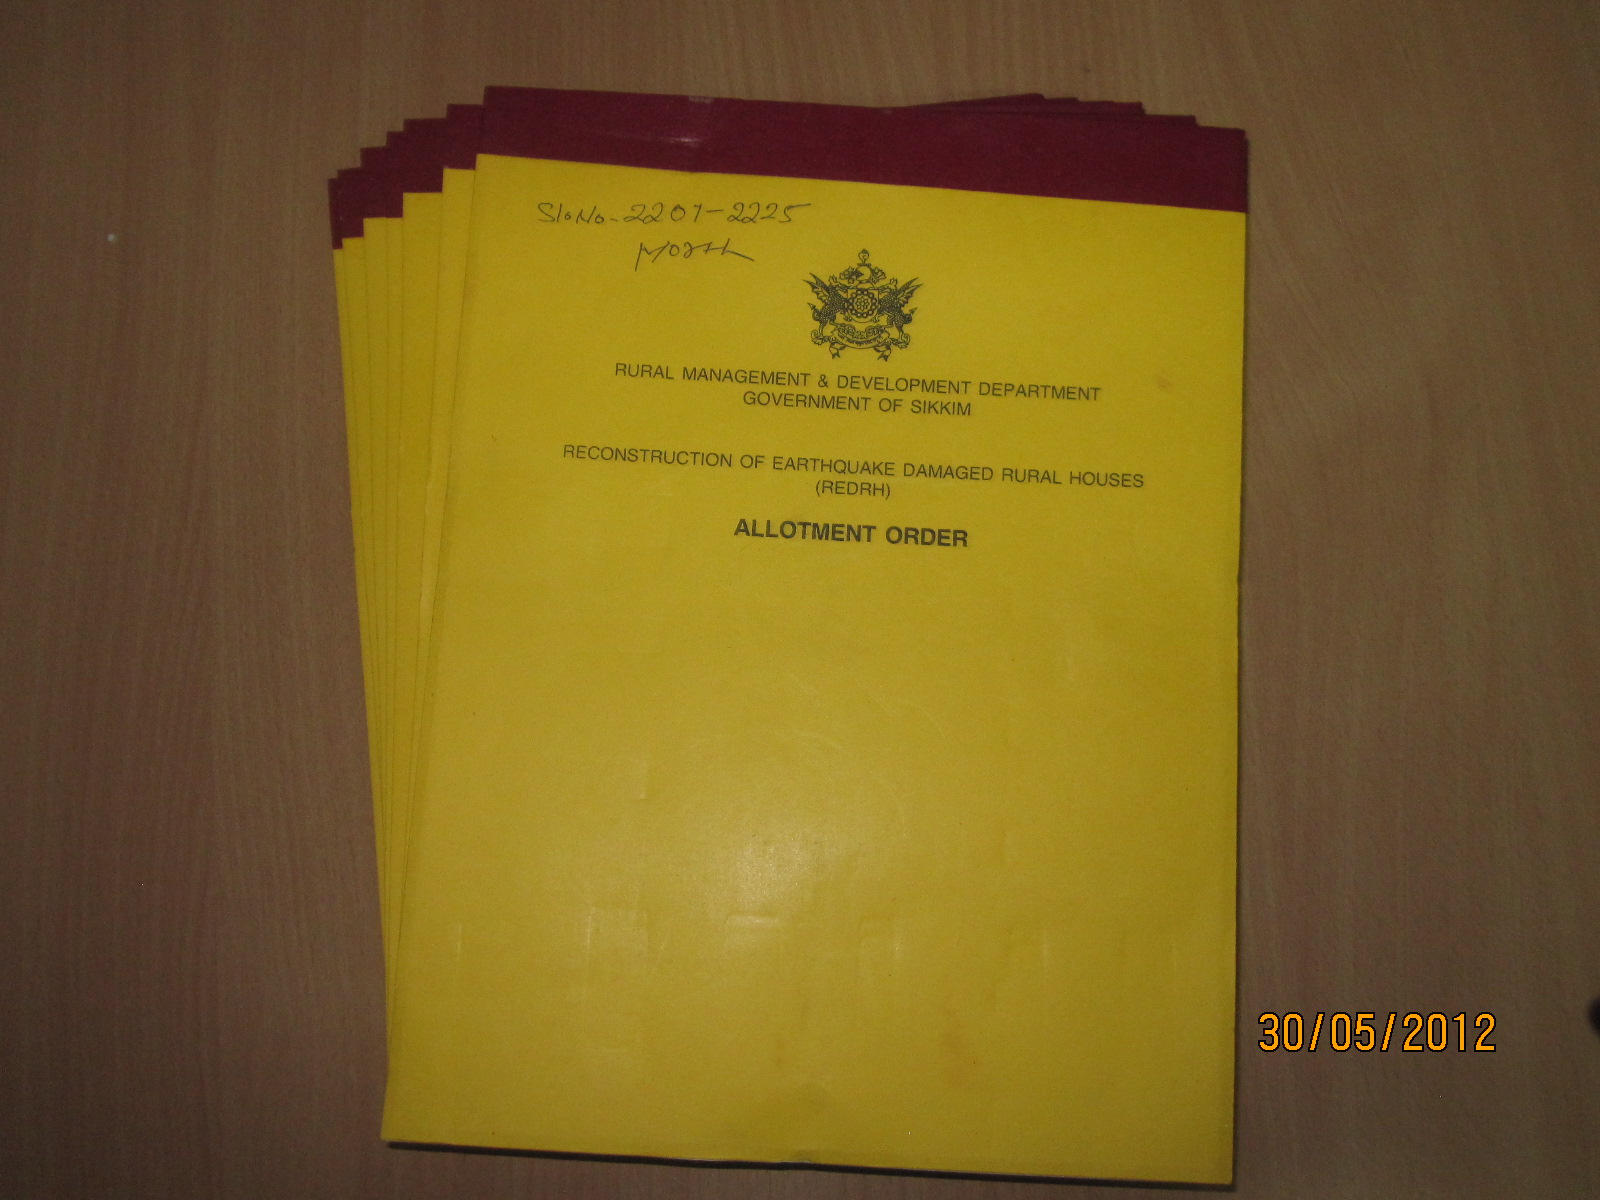 Sl.No. 2201-2225
North
RURAL MANAGEMENT & DEVELOPMENT DEPARTMENT
GOVERNMENT OF SIKKIM
RECONSTRUCTION OF EARTHQUAKE DAMAGED RURAL HOUSES
(REDRH)
ALLOTMENT ORDER
30/05/2012